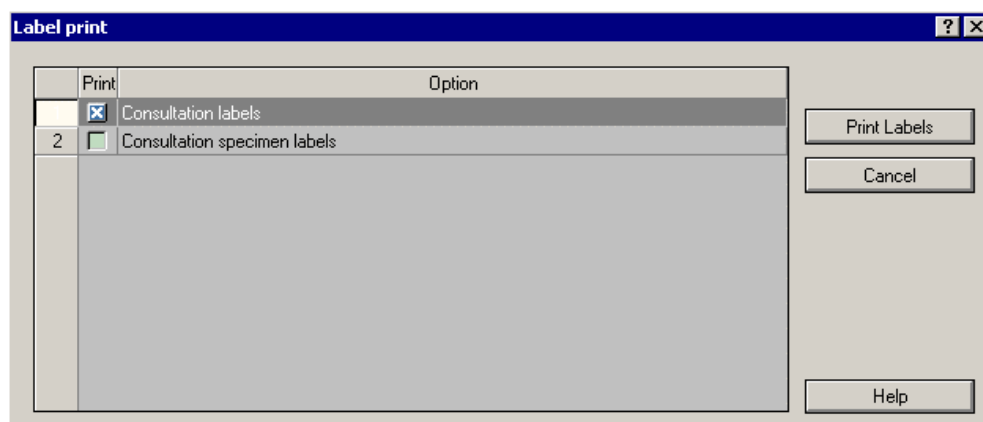 Label print
Print Option
Consultation labels
2 Consultation specimen labels
Print Labels
Cancel
Help